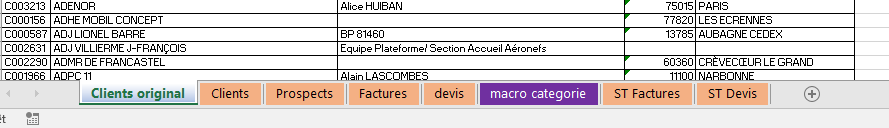 C003213 ADENOR Alice HUIBAN 75015 PARIS
C000156 ADHE MOBIL CONCEPT 77820 LES ECRENNES
C000587 ADJ LIONEL BARRE BP 81460 13785 AUBAGNE CEDEX
C002631 ADJ VILLIERME J-FRANÇOIS Equipe Plateforme/ Section Accueil Aéronefs
C002290 ADMR DE FRANCASTEL 60360 CRÈVECŒUR LE GRAND
C001966 ADPC 11 Alain LASCOMBES 11100 NARBONNE
Clients original Clients Prospects Factures devis macro categorie ST Factures ST Devis
êt